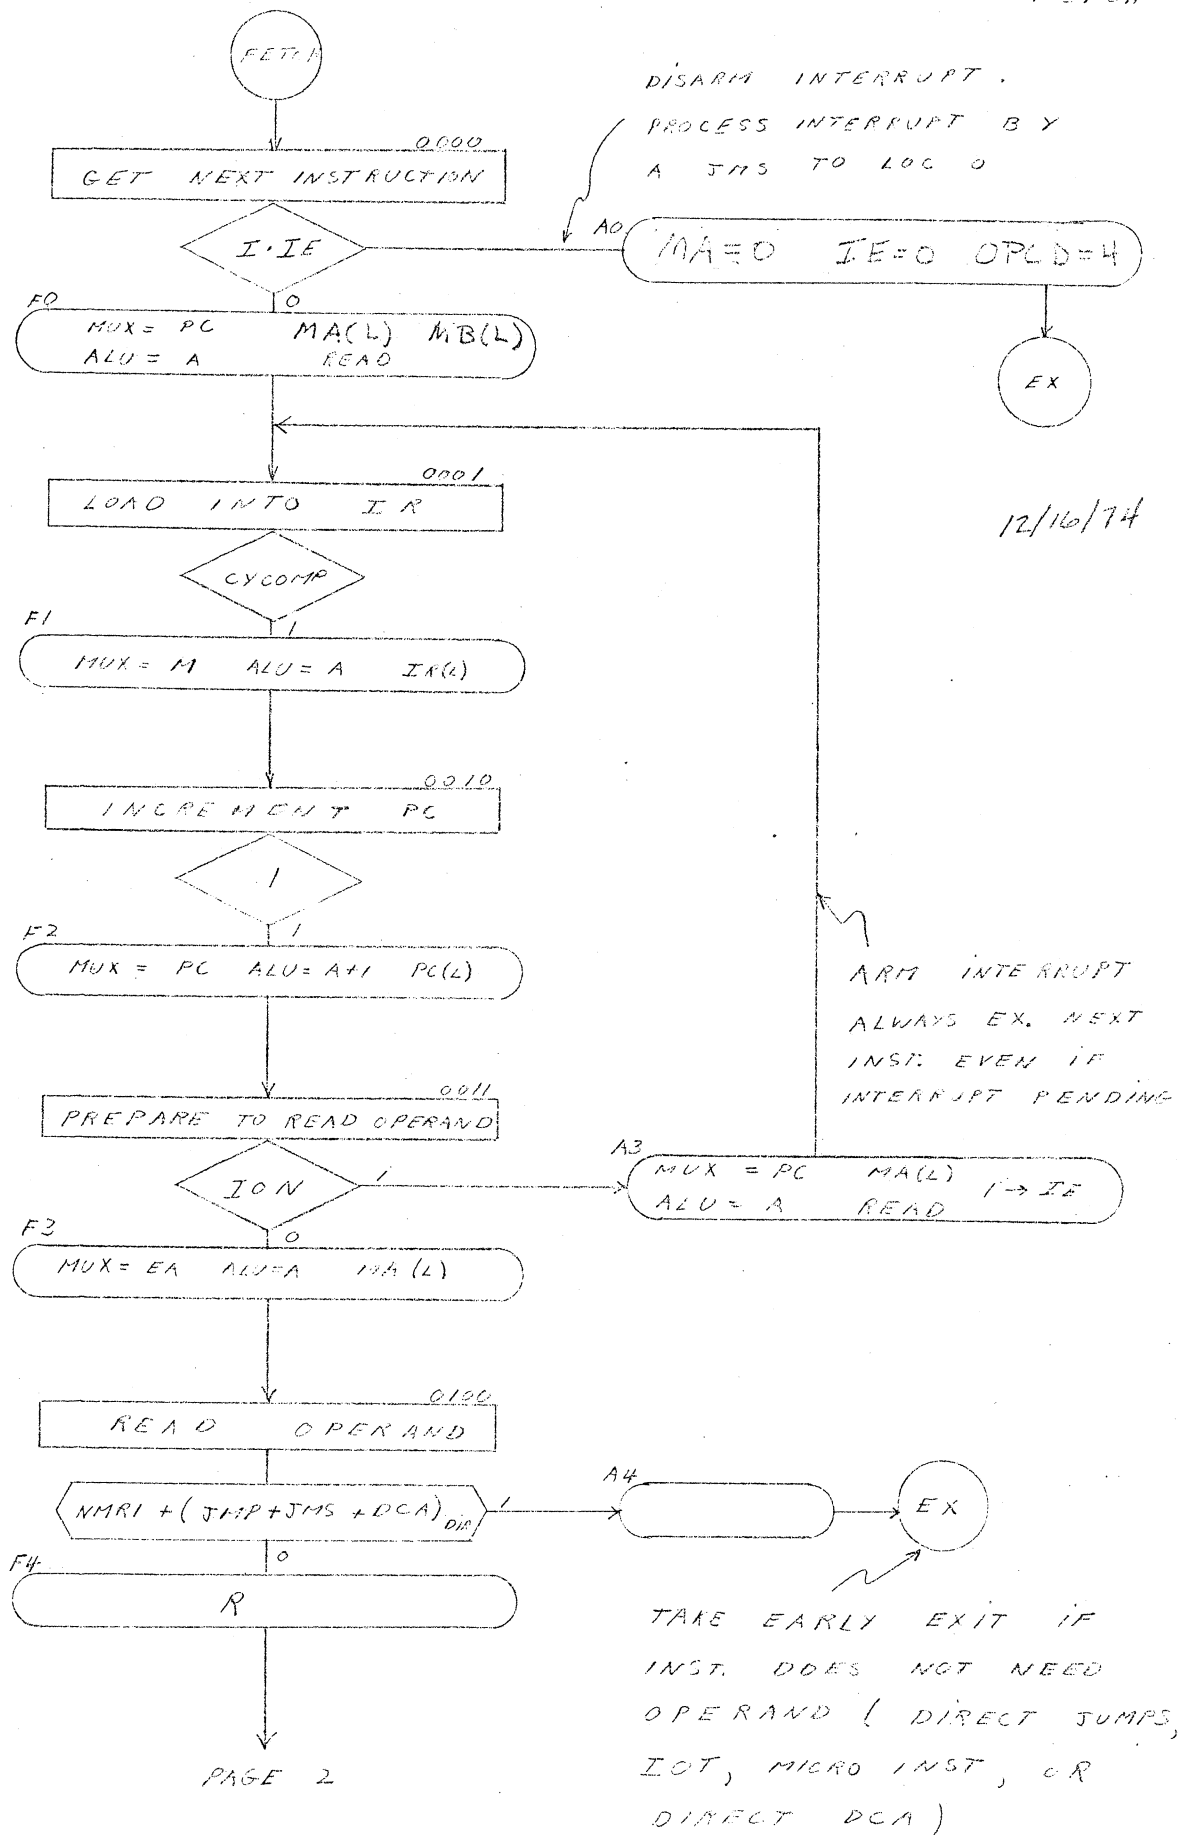 FETCH
DISARM INTERRUPT.
PROCESS INTERRUPT BY
A JMS TO LOC 0
0000
GET NEXT INSTRUCTION
I·IE
A0
MA=0 IE=0 OPCD=4
0
F0
MUX = PC MA(L) MB(L)
ALU = A READ
EX
0001
LOAD INTO IR
12/16/74
CYCOMP
1
F1
MUX = M ALU = A IR(L)
0010
INCREMENT PC
1
1
F2
MUX = PC ALU = A+1 PC(L)
ARM INTERRUPT
ALWAYS EX. NEXT
INST. EVEN IF
INTERRUPT PENDING
0011
PREPARE TO READ OPERAND
ION
1
A3
MUX = PC MA(L) 1→IE
ALU = A READ
0
F3
MUX = EA ALU=A MA(L)
0100
READ OPERAND
NMRI + (JMP+JMS+DCA)DIR
1
A4
EX
0
F4
R
TAKE EARLY EXIT IF
INST. DOES NOT NEED
OPERAND ( DIRECT JUMPS,
IOT, MICRO INST, OR
DIRECT DCA )
PAGE 2